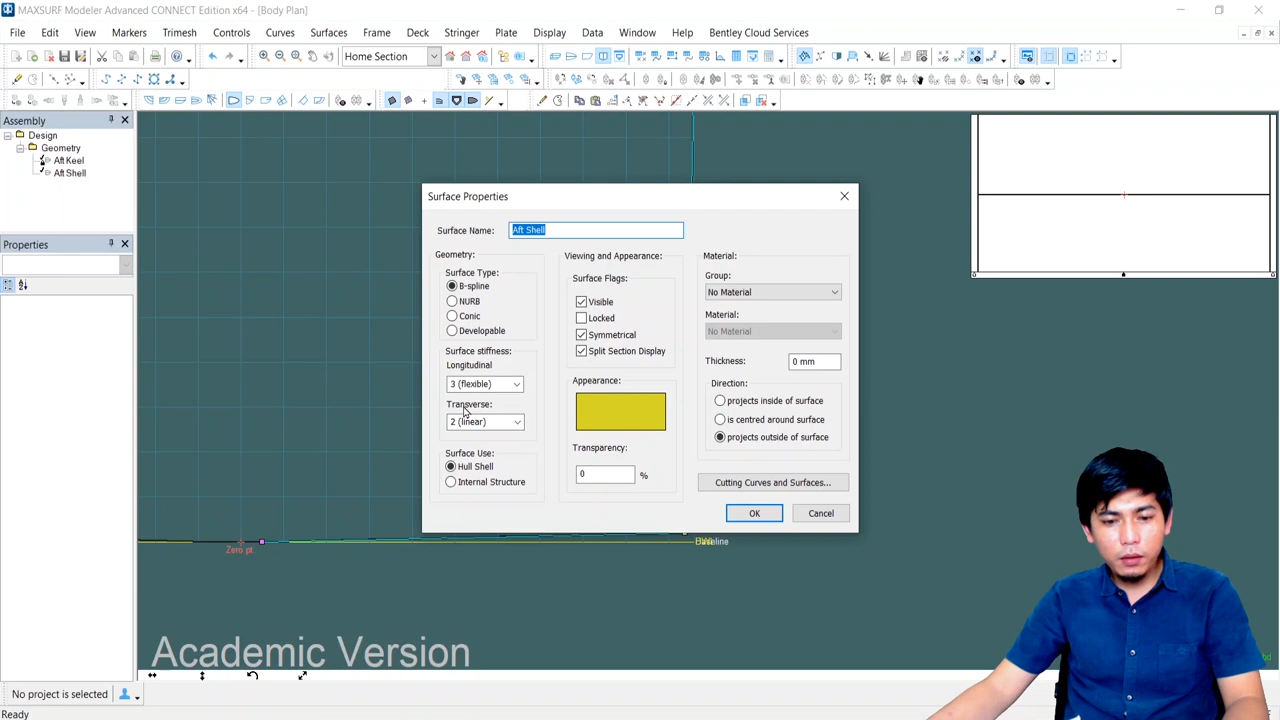 MAXSURF Modeler Advanced CONNECT Edition x64 - [Body Plan]
File Edit View Markers Trimesh Controls Curves Surfaces Frame Deck Stringer Plate Display Data Window Help Bentley Cloud Services
Home Section
Assembly
Design
Geometry
Aft Keel
Aft Shell
Properties
Surface Properties
Surface Name: Aft Shell
Geometry:
Surface Type:
B-spline
NURB
Conic
Developable
Surface stiffness:
Longitudinal
3 (flexible)
Transverse:
2 (linear)
Surface Use:
Hull Shell
Internal Structure
Viewing and Appearance:
Surface Flags:
Visible
Locked
Symmetrical
Split Section Display
Appearance:
Transparency:
0 %
Material:
Group:
No Material
Material:
No Material
Thickness: 0 mm
Direction:
projects inside of surface
is centred around surface
projects outside of surface
Cutting Curves and Surfaces...
OK Cancel
Zero pt.
Baseline
Academic Version
No project is selected
Ready